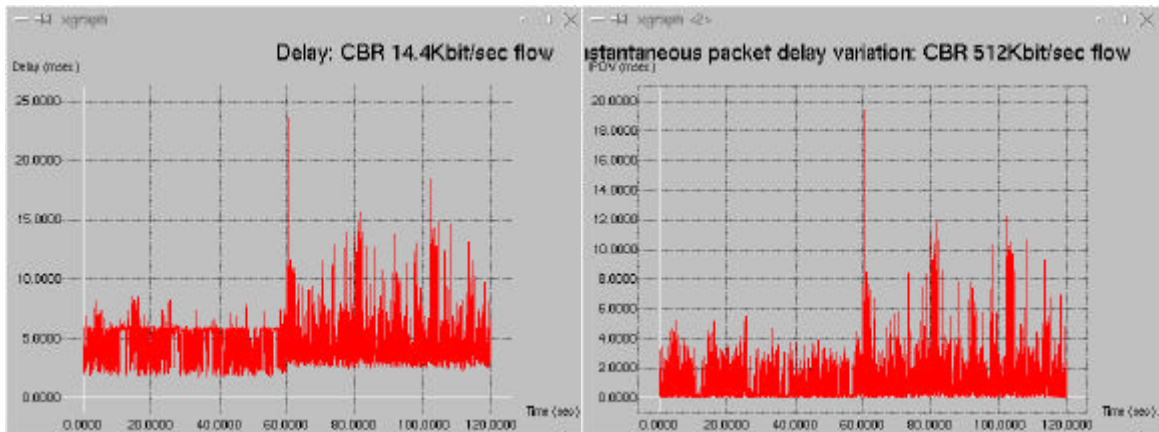 xgraph
Delay: CBR 14.4Kbit/sec flow
Delay (msec)
25.0000
20.0000
15.0000
10.0000
5.0000
0.0000
0.0000 20.0000 40.0000 60.0000 80.0000 100.0000 120.0000
Time (sec)
xgraph <2>
nstantaneous packet delay variation: CBR 512Kbit/sec flow
IPDV (msec)
20.0000
18.0000
16.0000
14.0000
12.0000
10.0000
8.0000
6.0000
4.0000
2.0000
0.0000
0.0000 20.0000 40.0000 60.0000 80.0000 100.0000 120.0000
Time (sec)